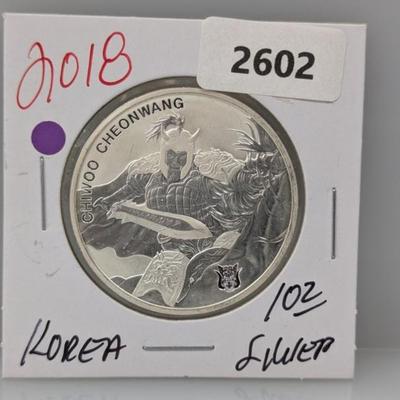 2018
2602
CHIWOO CHEONWANG
1oz
KOREA
SILVER